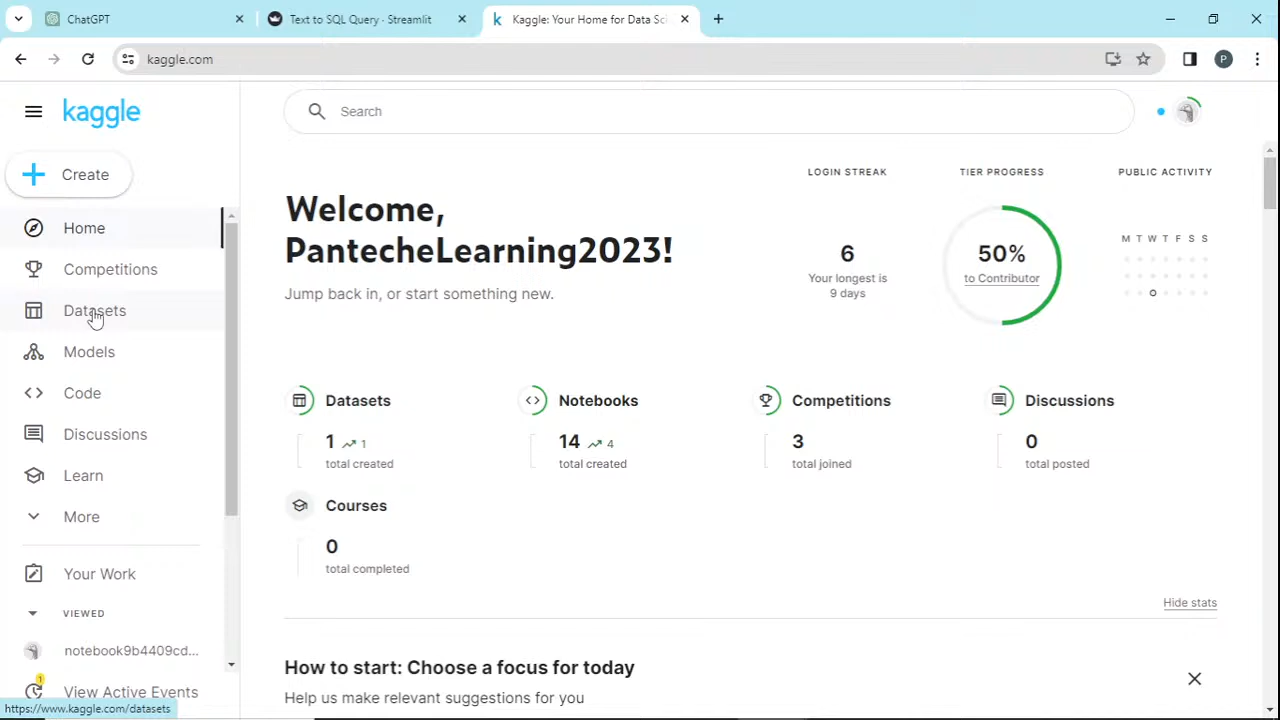 ChatGPT
Text to SQL Query · Streamlit
Kaggle: Your Home for Data Sci
kaggle.com
P
kaggle
Search
Create
Home
Competitions
Datasets
Models
Code
Discussions
Learn
More
Your Work
VIEWED
notebook9b4409cd...
1
View Active Events
https://www.kaggle.com/datasets
Welcome,
PantecheLearning2023!
Jump back in, or start something new.
LOGIN STREAK
6
Your longest is
9 days
TIER PROGRESS
50%
to Contributor
PUBLIC ACTIVITY
M T W T F S S
Datasets
1 1
total created
Notebooks
14 4
total created
Competitions
3
total joined
Discussions
0
total posted
Courses
0
total completed
Hide stats
How to start: Choose a focus for today
Help us make relevant suggestions for you